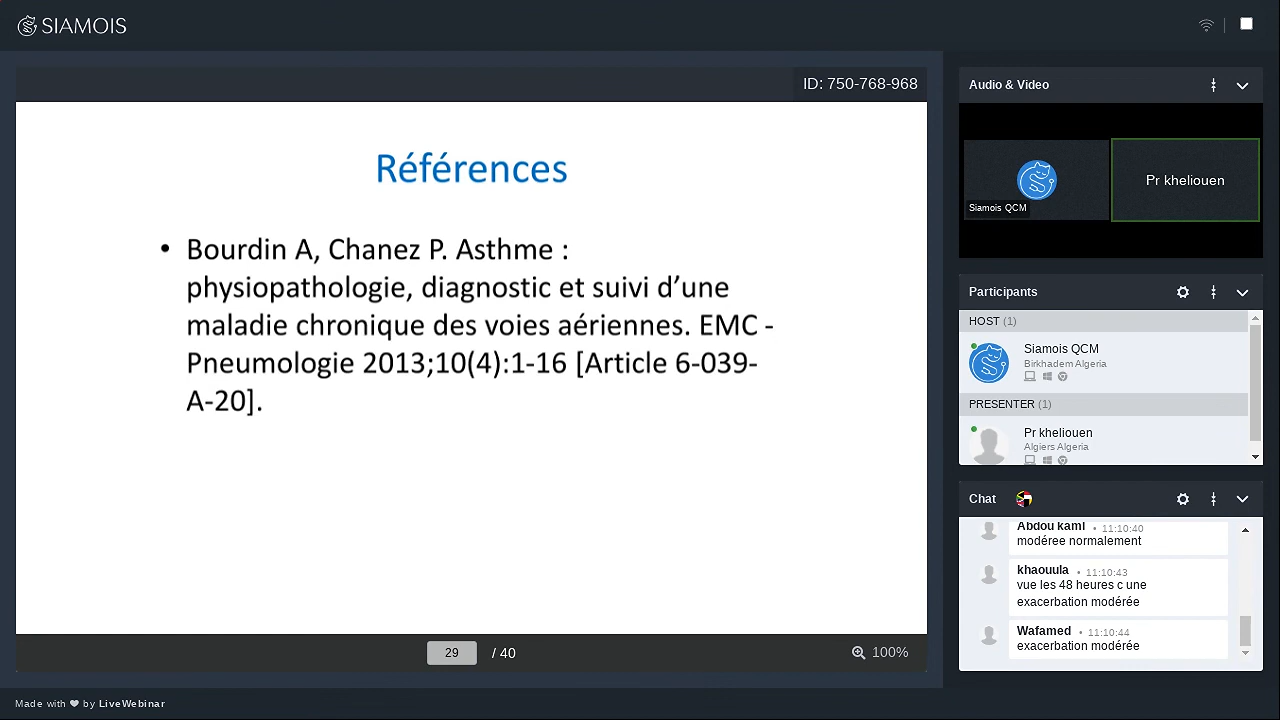 SIAMOIS
ID: 750-768-968
Références
• Bourdin A, Chanez P. Asthme :
physiopathologie, diagnostic et suivi d’une
maladie chronique des voies aériennes. EMC -
Pneumologie 2013;10(4):1-16 [Article 6-039-
A-20].
29 / 40
100%
Made with ❤ by LiveWebinar
Audio & Video
Siamois QCM
Pr kheliouen
Participants
HOST (1)
Siamois QCM
Birkhadem Algeria
PRESENTER (1)
Pr kheliouen
Algiers Algeria
Chat
Abdou kaml • 11:10:40
modéree normalement
khaouula • 11:10:43
vue les 48 heures c une
exacerbation modérée
Wafamed • 11:10:44
exacerbation modérée